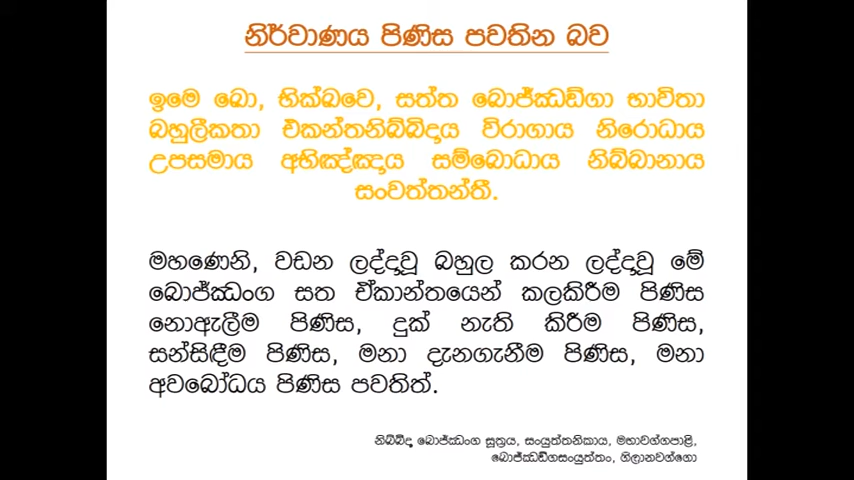 නිර්වාණය පිණිස පවතින බව
ඉමෙ ඛො, භික්ඛවෙ, සත්ත බොජ්ඣඞ්ගා භාවිතා
බහුලීකතා ඒකන්තනිබ්බිදාය විරාගාය නිරොධාය
උපසමාය අභිඤ්ඤාය සම්බොධාය නිබ්බානාය
සංවත්තන්තී.
මහණෙනි, වඩන ලද්දාවූ බහුල කරන ලද්දාවූ මේ
බොජ්ඣංග සත ඒකාන්තයෙන් කලකිරීම පිණිස
නොඇලීම පිණිස, දුක් නැති කිරීම පිණිස,
සන්සිඳීම පිණිස, මනා දැනගැනීම පිණිස, මනා
අවබෝධය පිණිස පවතිත්.
නිබ්බිදා බොජ්ඣංග සූත්‍රය, සංයුත්තනිකාය, මහාවග්ගපාළි,
බොජ්ඣඞ්ගසංයුත්තං, ගිලානවග්ගො